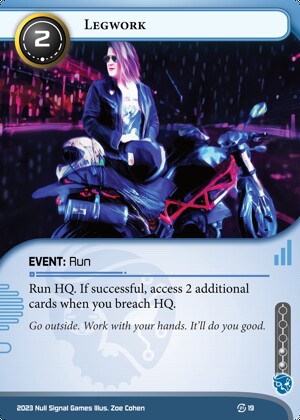 2
Legwork
EVENT: Run
Run HQ. If successful, access 2 additional
cards when you breach HQ.
Go outside. Work with your hands. It'll do you good.
2023 Null Signal Games Illus. Zoe Cohen
19